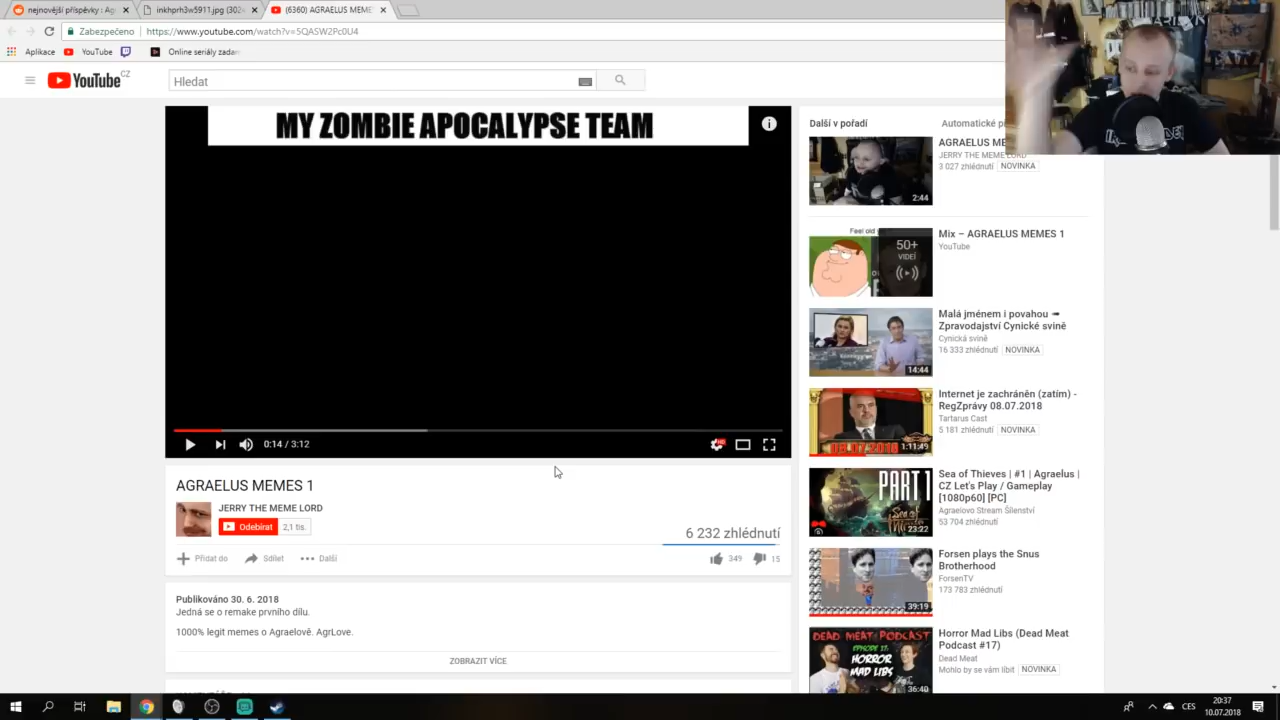 nejnovější příspěvky : Ag
inkhprh3w5911.jpg (302
(6360) AGRAELUS MEME
Zabezpečeno
https://www.youtube.com/watch?v=5QASW2Pc0U4
Aplikace
YouTube
Online seriály zadar
YouTube CZ
Hledat
MY ZOMBIE APOCALYPSE TEAM
0:14 / 3:12
HD
AGRAELUS MEMES 1
JERRY THE MEME LORD
Odebírat
2,1 tis.
6 232 zhlédnutí
Přidat do
Sdílet
Další
349
15
Publikováno 30. 6. 2018
Jedná se o remake prvního dílu.
1000% legit memes o Agraelově. AgrLove.
ZOBRAZIT VÍCE
Další v pořadí
Automatické p
AGRAELUS ME
JERRY THE MEME LORD
3 027 zhlédnutí
NOVINKA
2:44
Feel old
50+
VIDEÍ
Mix – AGRAELUS MEMES 1
YouTube
Malá jménem i povahou ➠
Zpravodajství Cynické svině
Cynická svině
16 333 zhlédnutí
NOVINKA
14:44
Internet je zachráněn (zatím) -
RegZprávy 08.07.2018
Tartarus Cast
5 181 zhlédnutí
NOVINKA
1:11:49
PART 1
Sea of Thieves | #1 | Agraelus |
CZ Let's Play / Gameplay
[1080p60] [PC]
Agraelovo Stream Šílenství
53 704 zhlédnutí
23:22
Forsen plays the Snus
Brotherhood
ForsenTV
173 783 zhlédnutí
39:19
DEAD MEAT PODCAST
EPISODE 17:
HORROR
MAD LIBS
Horror Mad Libs (Dead Meat
Podcast #17)
Dead Meat
Mohlo by se vám líbit
NOVINKA
36:40
CES
20:37
10.07.2018